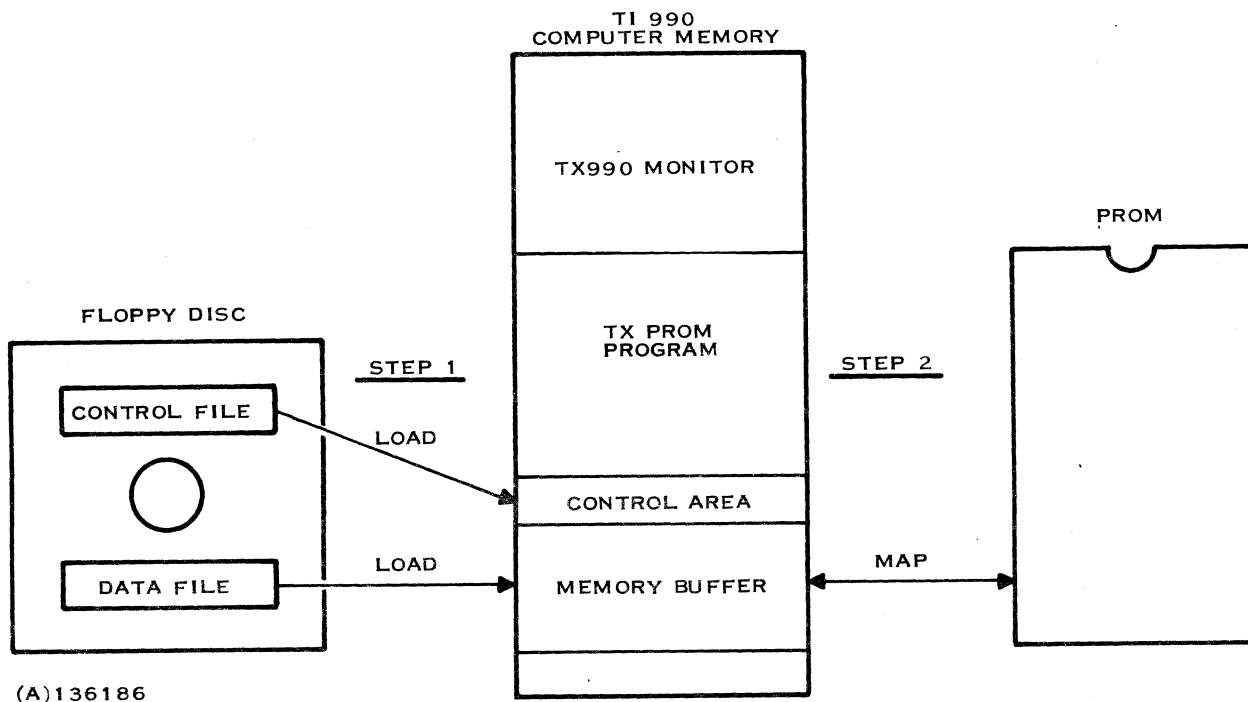 TI 990
COMPUTER MEMORY
TX990 MONITOR
PROM
FLOPPY DISC
TX PROM
PROGRAM
STEP 1
STEP 2
CONTROL FILE
LOAD
CONTROL AREA
DATA FILE
LOAD
MEMORY BUFFER
MAP
(A)136186